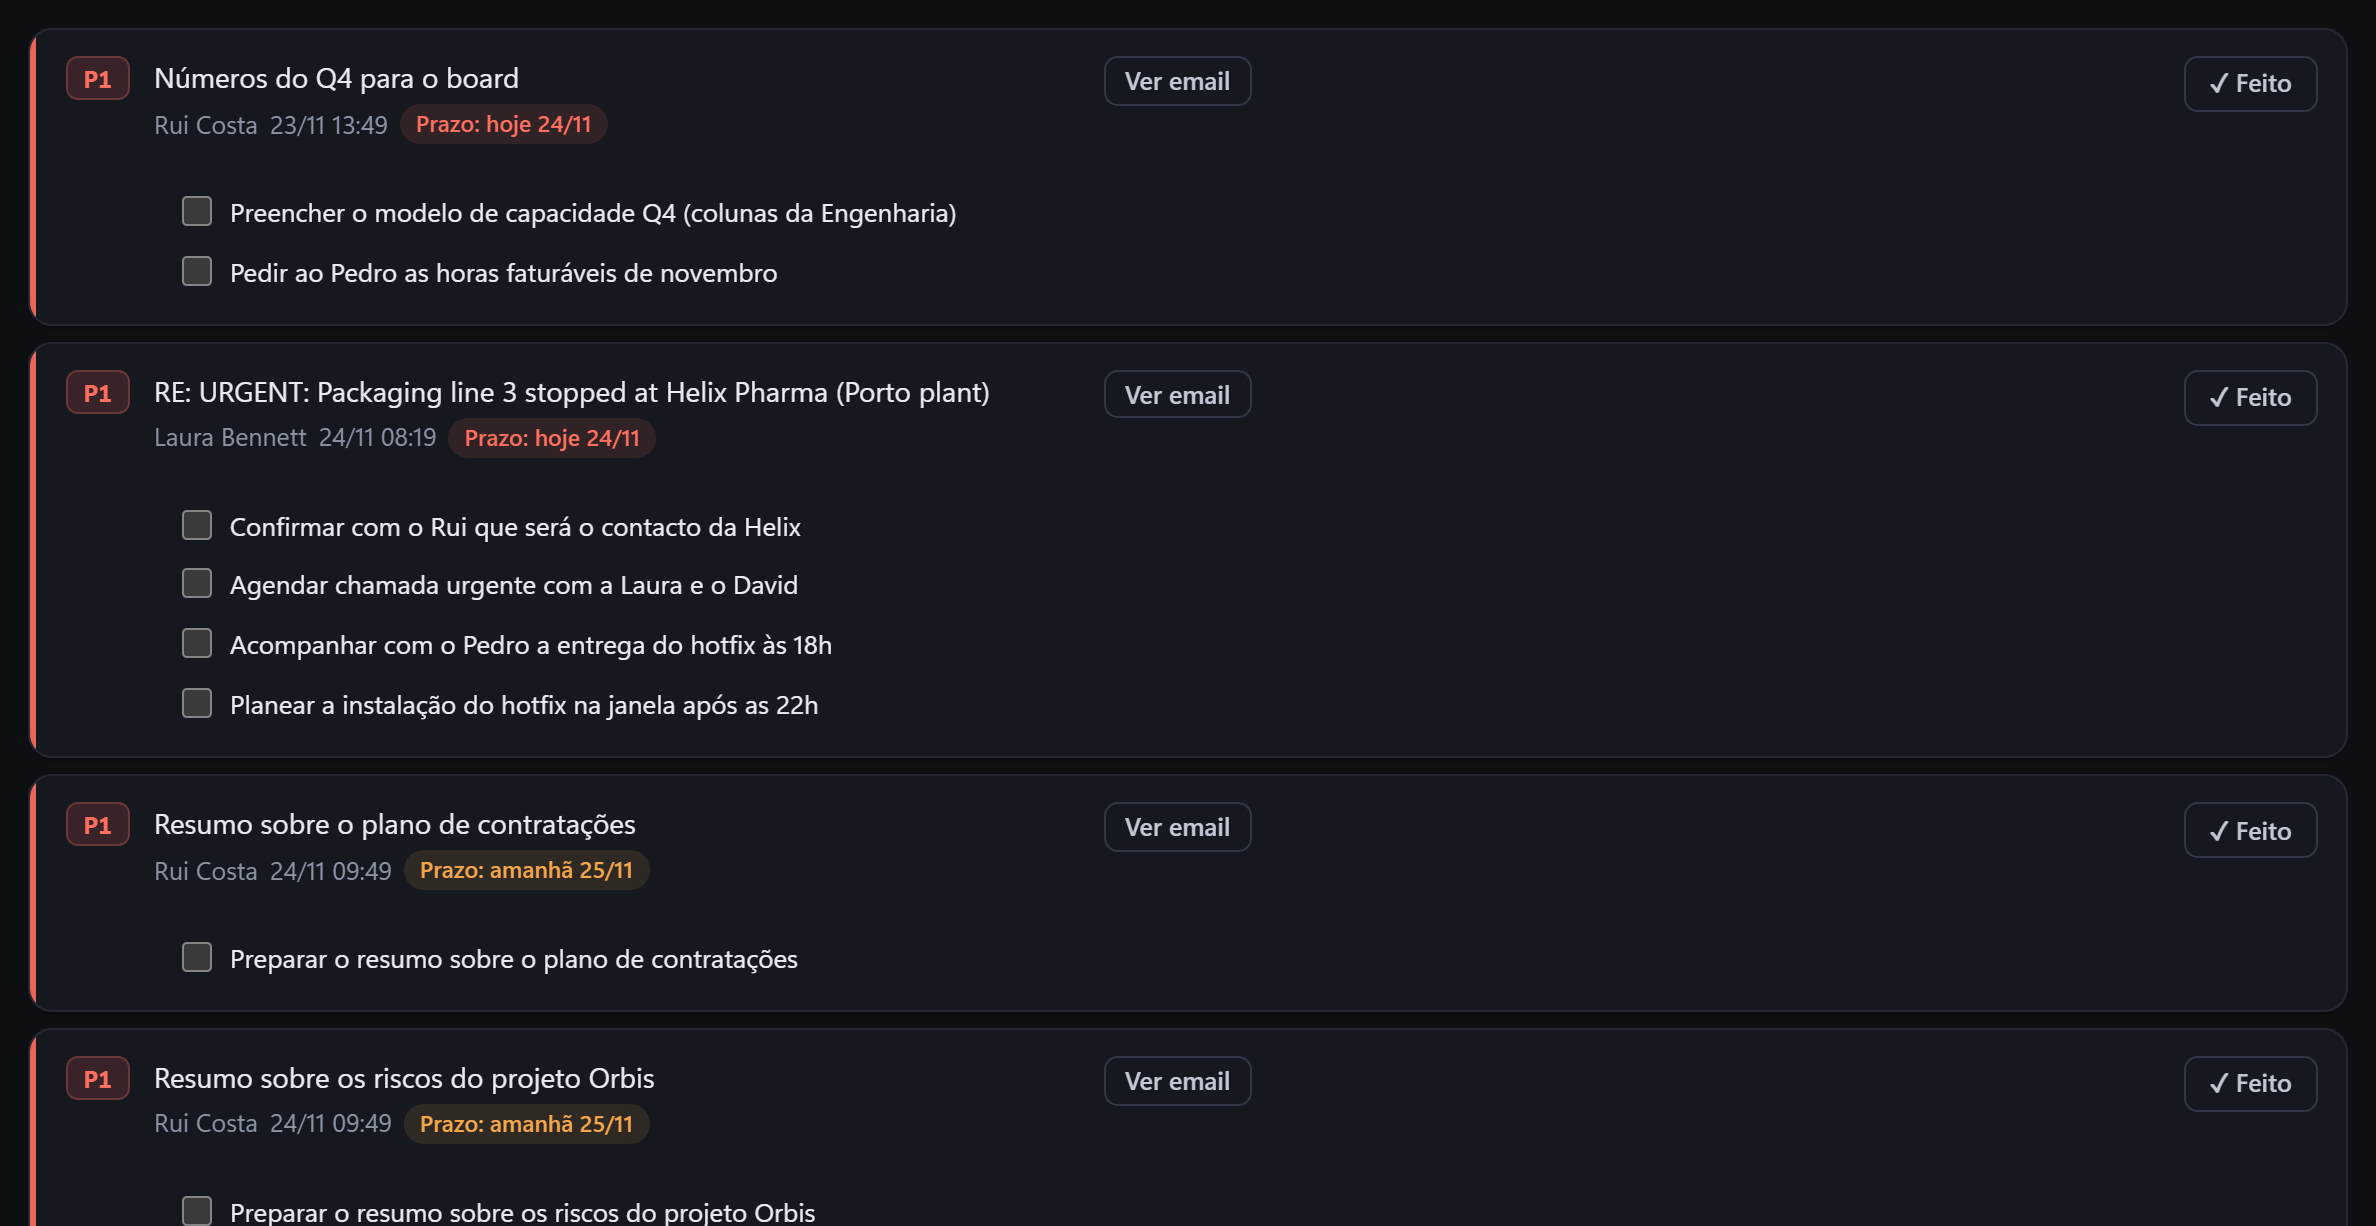 P1 Números do Q4 para o board Ver email ✓ Feito
Rui Costa 23/11 13:49 Prazo: hoje 24/11
Preencher o modelo de capacidade Q4 (colunas da Engenharia)
Pedir ao Pedro as horas faturáveis de novembro
P1 RE: URGENT: Packaging line 3 stopped at Helix Pharma (Porto plant) Ver email ✓ Feito
Laura Bennett 24/11 08:19 Prazo: hoje 24/11
Confirmar com o Rui que será o contacto da Helix
Agendar chamada urgente com a Laura e o David
Acompanhar com o Pedro a entrega do hotfix às 18h
Planear a instalação do hotfix na janela após as 22h
P1 Resumo sobre o plano de contratações Ver email ✓ Feito
Rui Costa 24/11 09:49 Prazo: amanhã 25/11
Preparar o resumo sobre o plano de contratações
P1 Resumo sobre os riscos do projeto Orbis Ver email ✓ Feito
Rui Costa 24/11 09:49 Prazo: amanhã 25/11
Preparar o resumo sobre os riscos do projeto Orbis